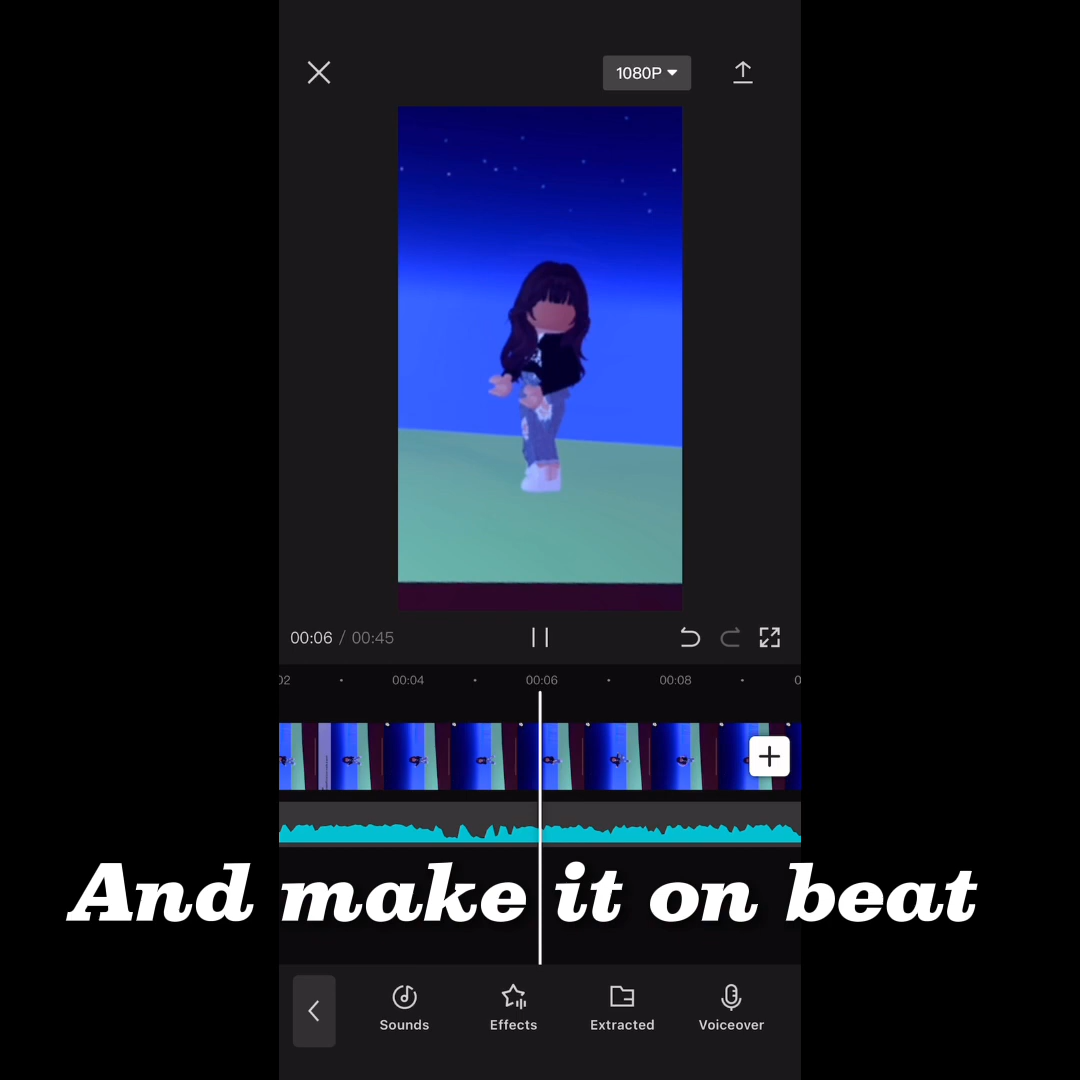 1080P
00:06 / 00:45
02 00:04 00:06 00:08 0
And make it on beat
Sounds Effects Extracted Voiceover